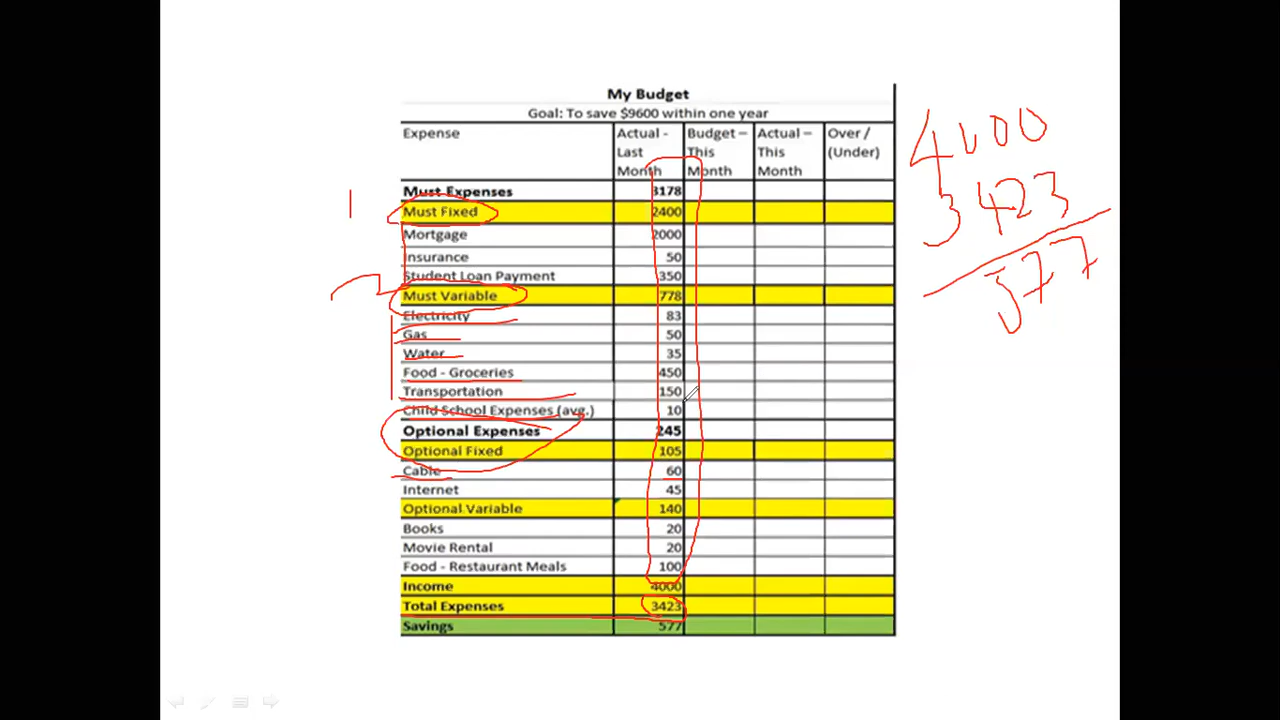 My Budget
Goal: To save $9600 within one year
Expense Actual - Last Month Budget – This Month Actual – This Month Over / (Under)
Must Expenses 3178
Must Fixed 2400
Mortgage 2000
Insurance 50
Student Loan Payment 350
Must Variable 778
Electricity 83
Gas 50
Water 35
Food - Groceries 450
Transportation 150
Child School Expenses (avg.) 10
Optional Expenses 245
Optional Fixed 105
Cable 60
Internet 45
Optional Variable 140
Books 20
Movie Rental 20
Food - Restaurant Meals 100
Income 4000
Total Expenses 3423
Savings 577
1
2
4000
3423
577